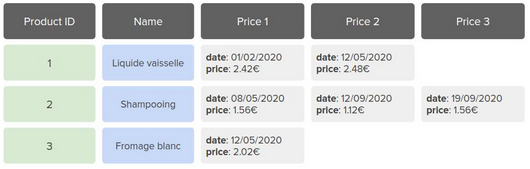 Product ID Name Price 1 Price 2 Price 3
1 Liquide vaisselle date: 01/02/2020 date: 12/05/2020
price: 2.42€ price: 2.48€
2 Shampooing date: 08/05/2020 date: 12/09/2020 date: 19/09/2020
price: 1.56€ price: 1.12€ price: 1.56€
3 Fromage blanc date: 12/05/2020
price: 2.02€